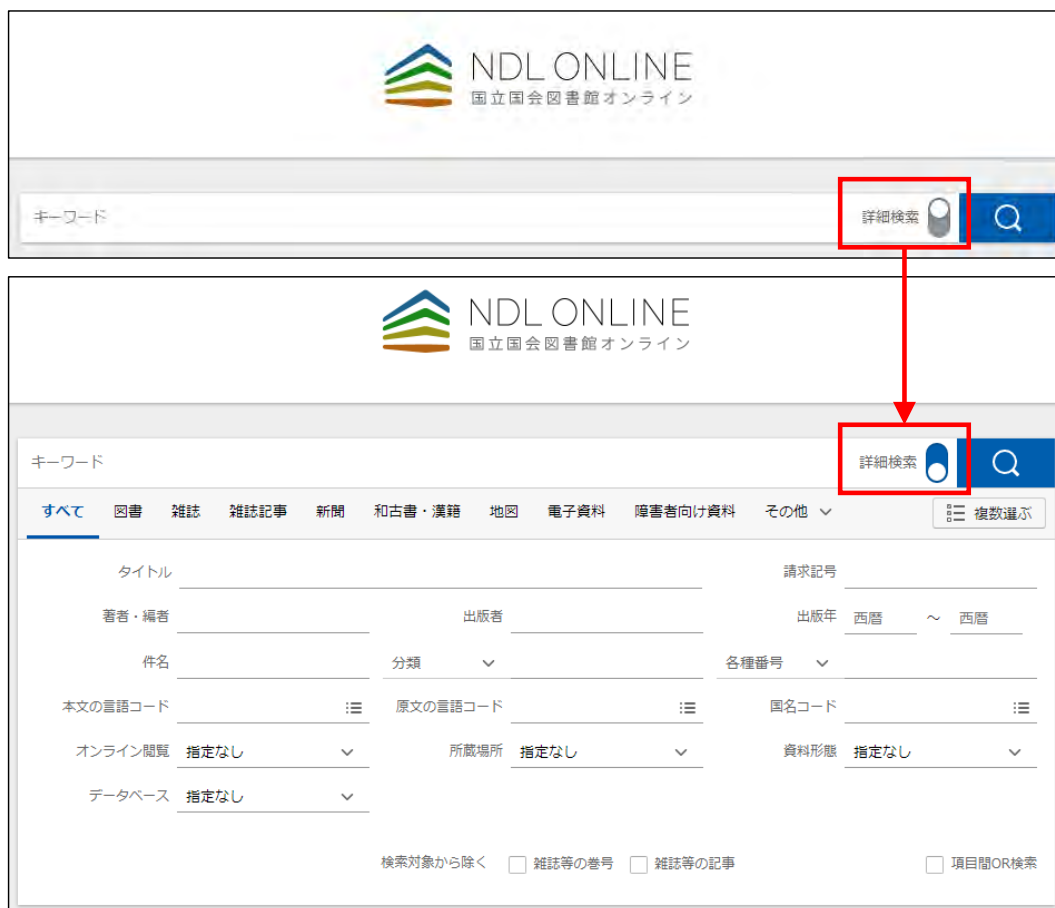 NDL ONLINE
国立国会図書館オンライン
キーワード 詳細検索
NDL ONLINE
国立国会図書館オンライン
キーワード 詳細検索
すべて 図書 雑誌 雑誌記事 新聞 和古書・漢籍 地図 電子資料 障害者向け資料 その他 複数選ぶ
タイトル 請求記号
著者・編者 出版者 出版年 西暦 ～ 西暦
件名 分類 各種番号
本文の言語コード 原文の言語コード 国名コード
オンライン閲覧 指定なし 所蔵場所 指定なし 資料形態 指定なし
データベース 指定なし
検索対象から除く 雑誌等の巻号 雑誌等の記事 項目間OR検索